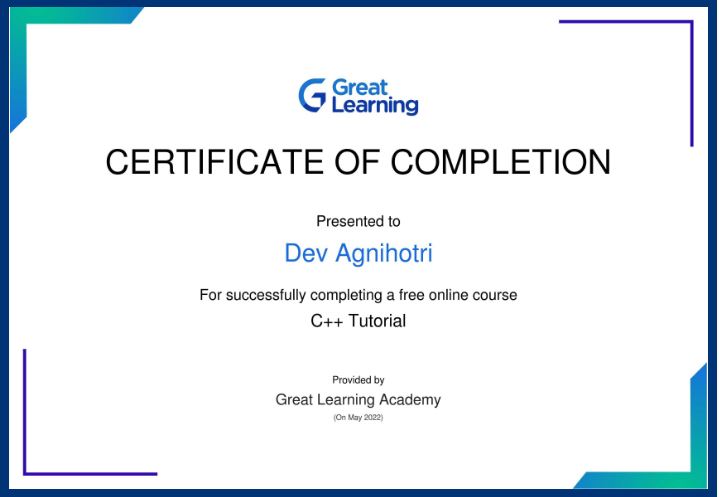 Great
Learning
CERTIFICATE OF COMPLETION
Presented to
Dev Agnihotri
For successfully completing a free online course
C++ Tutorial
Provided by
Great Learning Academy
(On May 2022)